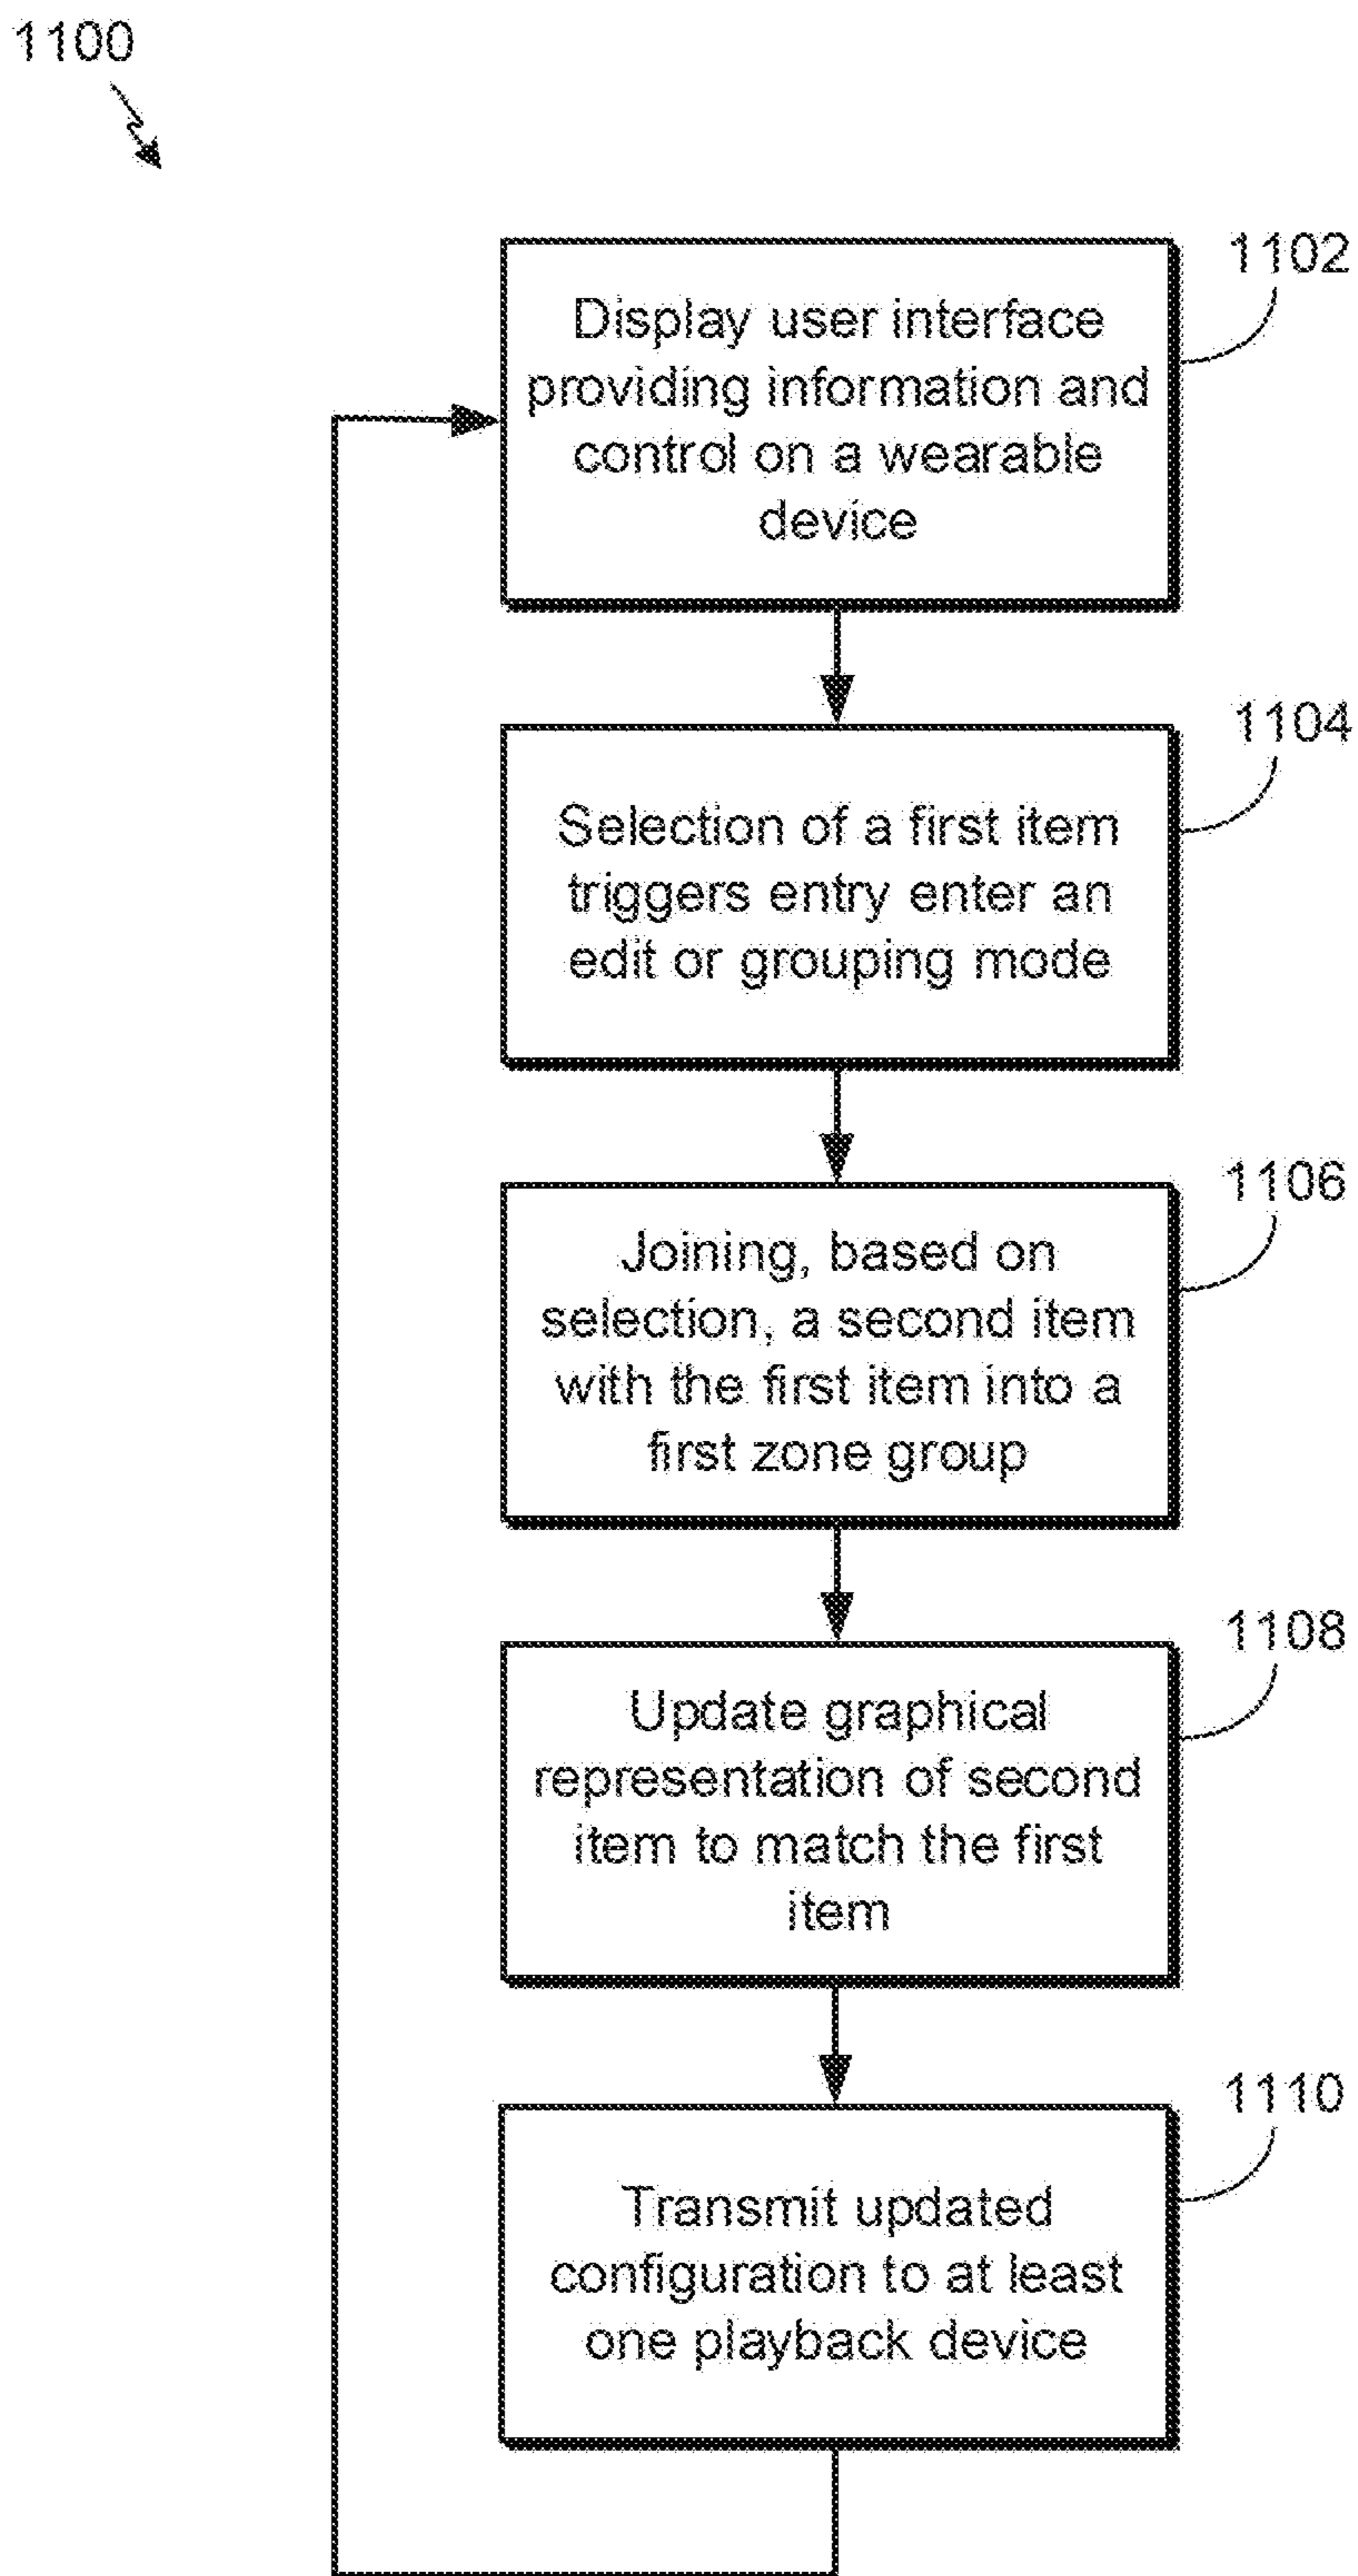 1100
1102
Display user interface
providing information and
control on a wearable
device
1104
Selection of a first item
triggers entry enter an
edit or grouping mode
1106
Joining, based on
selection, a second item
with the first item into a
first zone group
1108
Update graphical
representation of second
item to match the first
item
1110
Transmit updated
configuration to at least
one playback device